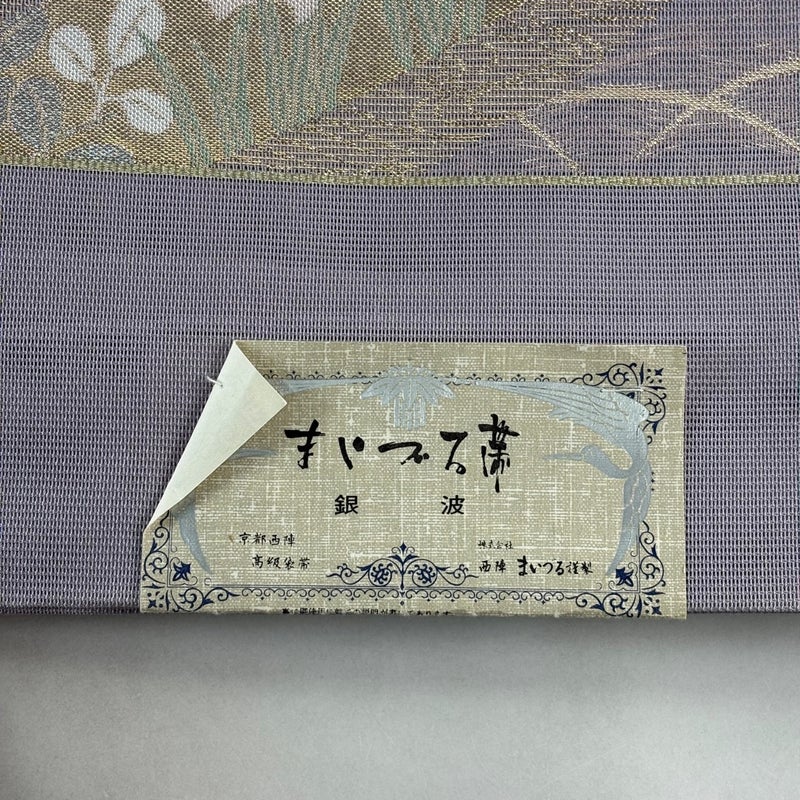 まいづる帯
銀波
京都西陣
高級袋帯
株式会社
西陣 まいづる謹製